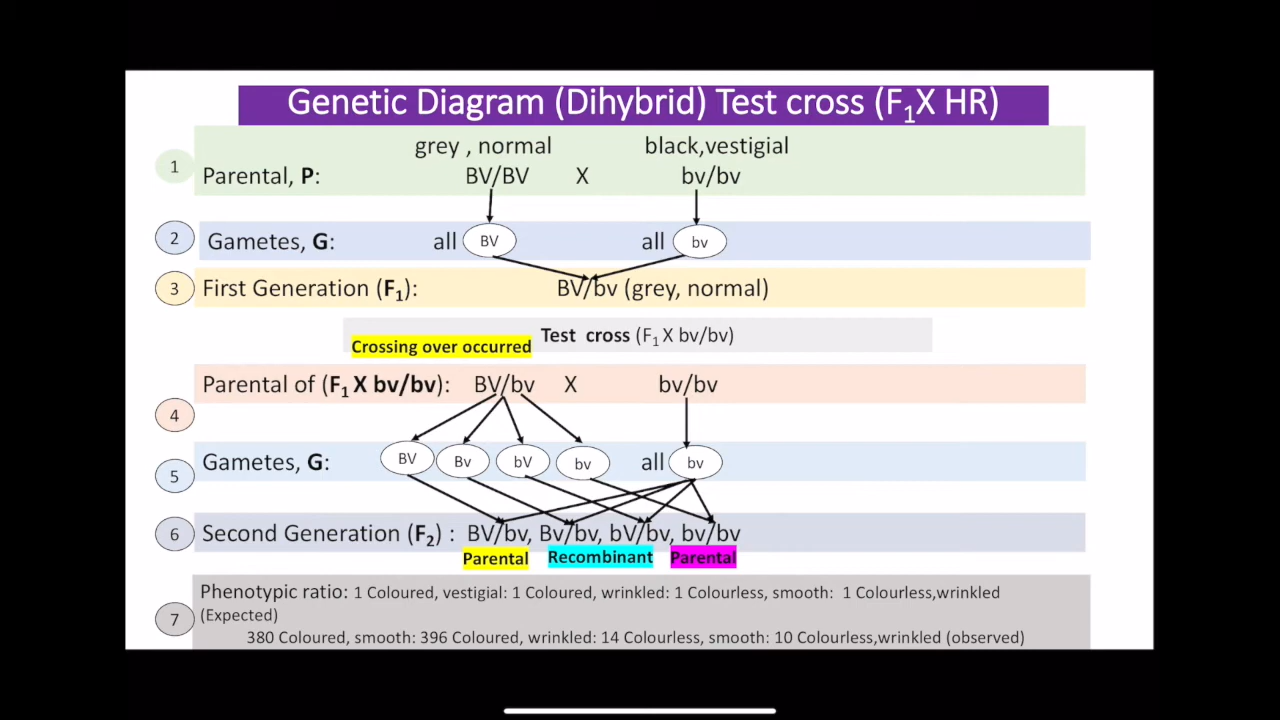 Genetic Diagram (Dihybrid) Test cross (F₁X HR)
grey , normal black,vestigial
1 Parental, P: BV/BV X bv/bv
2 Gametes, G: all BV all bv
3 First Generation (F₁): BV/bv (grey, normal)
Test cross (F₁ X bv/bv)
Crossing over occurred
Parental of (F₁ X bv/bv): BV/bv X bv/bv
4
Gametes, G: BV Bv bV bv all bv
5
6 Second Generation (F₂) : BV/bv, Bv/bv, bV/bv, bv/bv
Parental Recombinant Parental
Phenotypic ratio: 1 Coloured, vestigial: 1 Coloured, wrinkled: 1 Colourless, smooth: 1 Colourless,wrinkled
7 (Expected)
380 Coloured, smooth: 396 Coloured, wrinkled: 14 Colourless, smooth: 10 Colourless,wrinkled (observed)